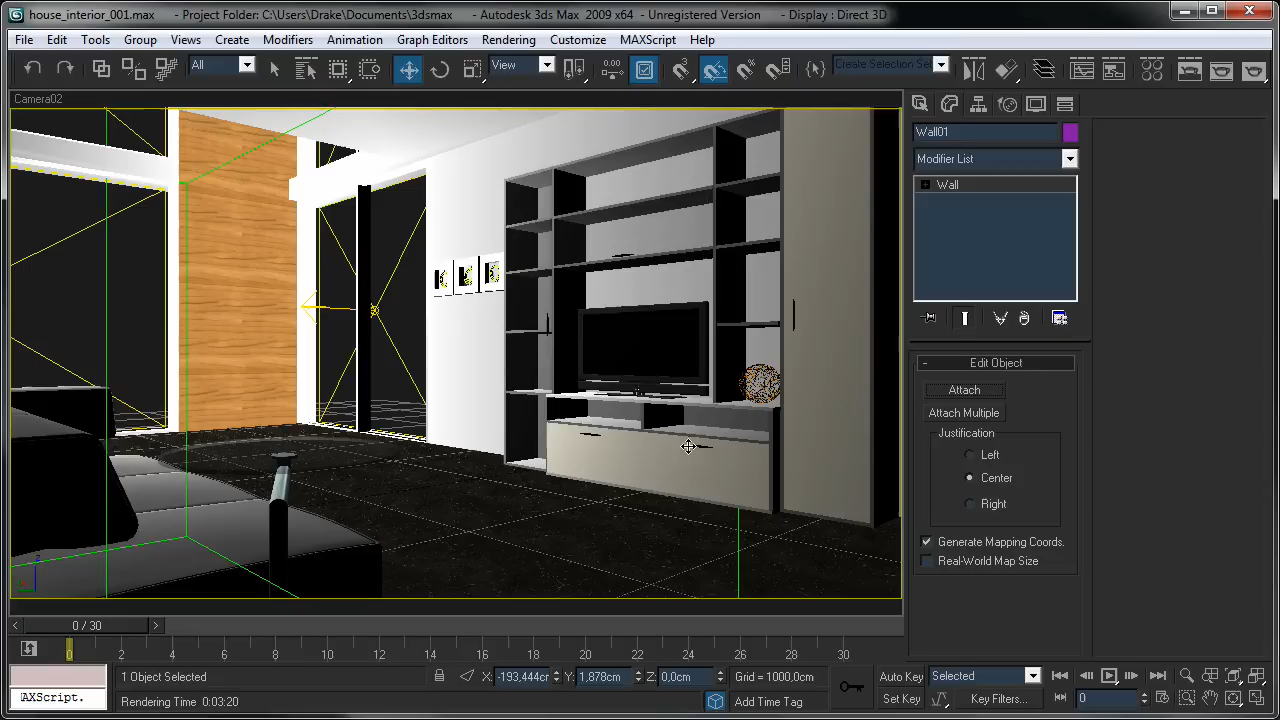 house_interior_001.max - Project Folder: C:\Users\Drake\Documents\3dsmax - Autodesk 3ds Max 2009 x64 - Unregistered Version - Display : Direct 3D
File Edit Tools Group Views Create Modifiers Animation Graph Editors Rendering Customize MAXScript Help
All View 0.00 3 Create Selection Se
Camera02
Wall01
Modifier List
Wall
Edit Object
Attach
Attach Multiple
Justification
Left
Center
Right
Generate Mapping Coords.
Real-World Map Size
0 / 30
0 2 4 6 8 10 12 14 16 18 20 22 24 26 28 30
1 Object Selected X: -193,444cr Y: 1,878cm Z: 0,0cm Grid = 1000.0cm Auto Key Selected
AXScript. Rendering Time 0:03:20 Add Time Tag Set Key Key Filters... 0